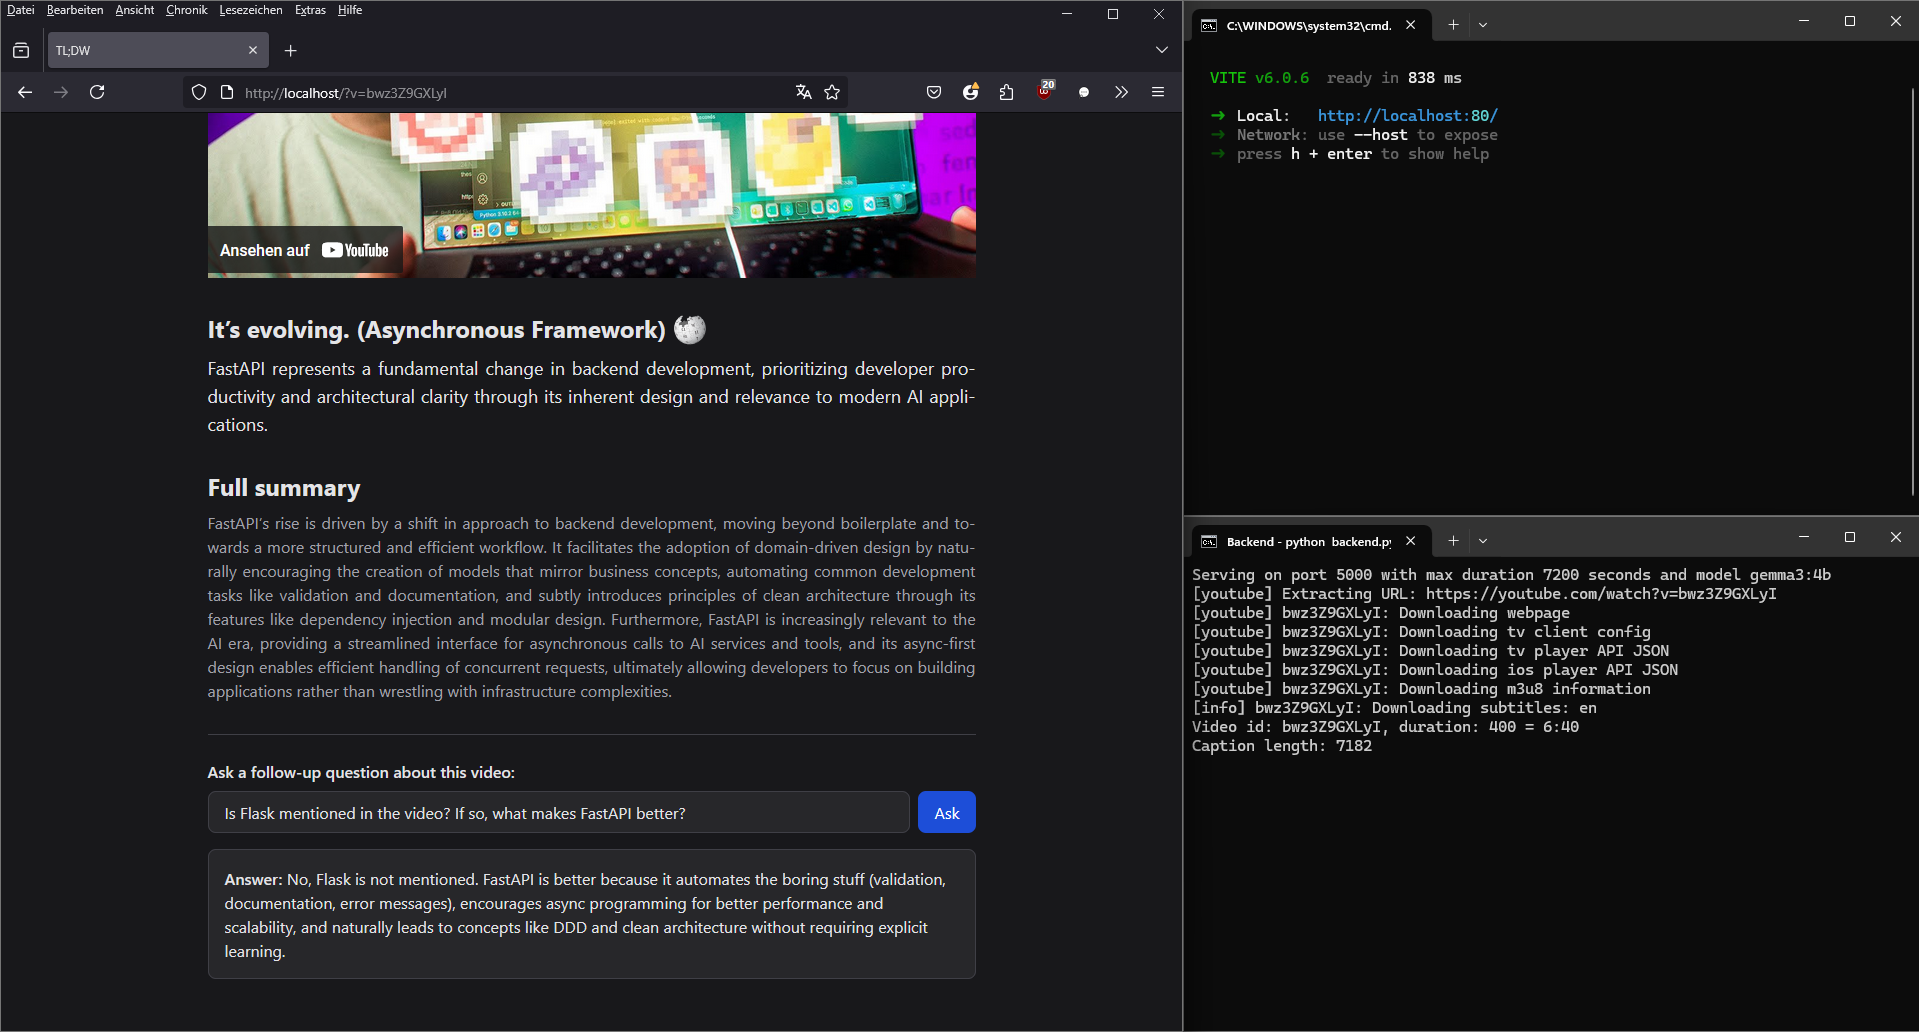 Datei Bearbeiten Ansicht Chronik Lesezeichen Extras Hilfe
TL;DW
http://localhost/?v=bwz3Z9GXLyI
20
Ansehen auf YouTube
It's evolving. (Asynchronous Framework)
FastAPI represents a fundamental change in backend development, prioritizing developer pro-
ductivity and architectural clarity through its inherent design and relevance to modern AI appli-
cations.
Full summary
FastAPI's rise is driven by a shift in approach to backend development, moving beyond boilerplate and to-
wards a more structured and efficient workflow. It facilitates the adoption of domain-driven design by natu-
rally encouraging the creation of models that mirror business concepts, automating common development
tasks like validation and documentation, and subtly introduces principles of clean architecture through its
features like dependency injection and modular design. Furthermore, FastAPI is increasingly relevant to the
AI era, providing a streamlined interface for asynchronous calls to AI services and tools, and its async-first
design enables efficient handling of concurrent requests, ultimately allowing developers to focus on building
applications rather than wrestling with infrastructure complexities.
Ask a follow-up question about this video:
Is Flask mentioned in the video? If so, what makes FastAPI better?
Ask
Answer: No, Flask is not mentioned. FastAPI is better because it automates the boring stuff (validation,
documentation, error messages), encourages async programming for better performance and
scalability, and naturally leads to concepts like DDD and clean architecture without requiring explicit
learning.
C:\WINDOWS\system32\cmd.
VITE v6.0.6 ready in 838 ms
➜ Local: http://localhost:80/
➜ Network: use --host to expose
➜ press h + enter to show help
Backend - python backend.py
Serving on port 5000 with max duration 7200 seconds and model gemma3:4b
[youtube] Extracting URL: https://youtube.com/watch?v=bwz3Z9GXLyI
[youtube] bwz3Z9GXLyI: Downloading webpage
[youtube] bwz3Z9GXLyI: Downloading tv client config
[youtube] bwz3Z9GXLyI: Downloading tv player API JSON
[youtube] bwz3Z9GXLyI: Downloading ios player API JSON
[youtube] bwz3Z9GXLyI: Downloading m3u8 information
[info] bwz3Z9GXLyI: Downloading subtitles: en
Video id: bwz3Z9GXLyI, duration: 400 = 6:40
Caption length: 7182